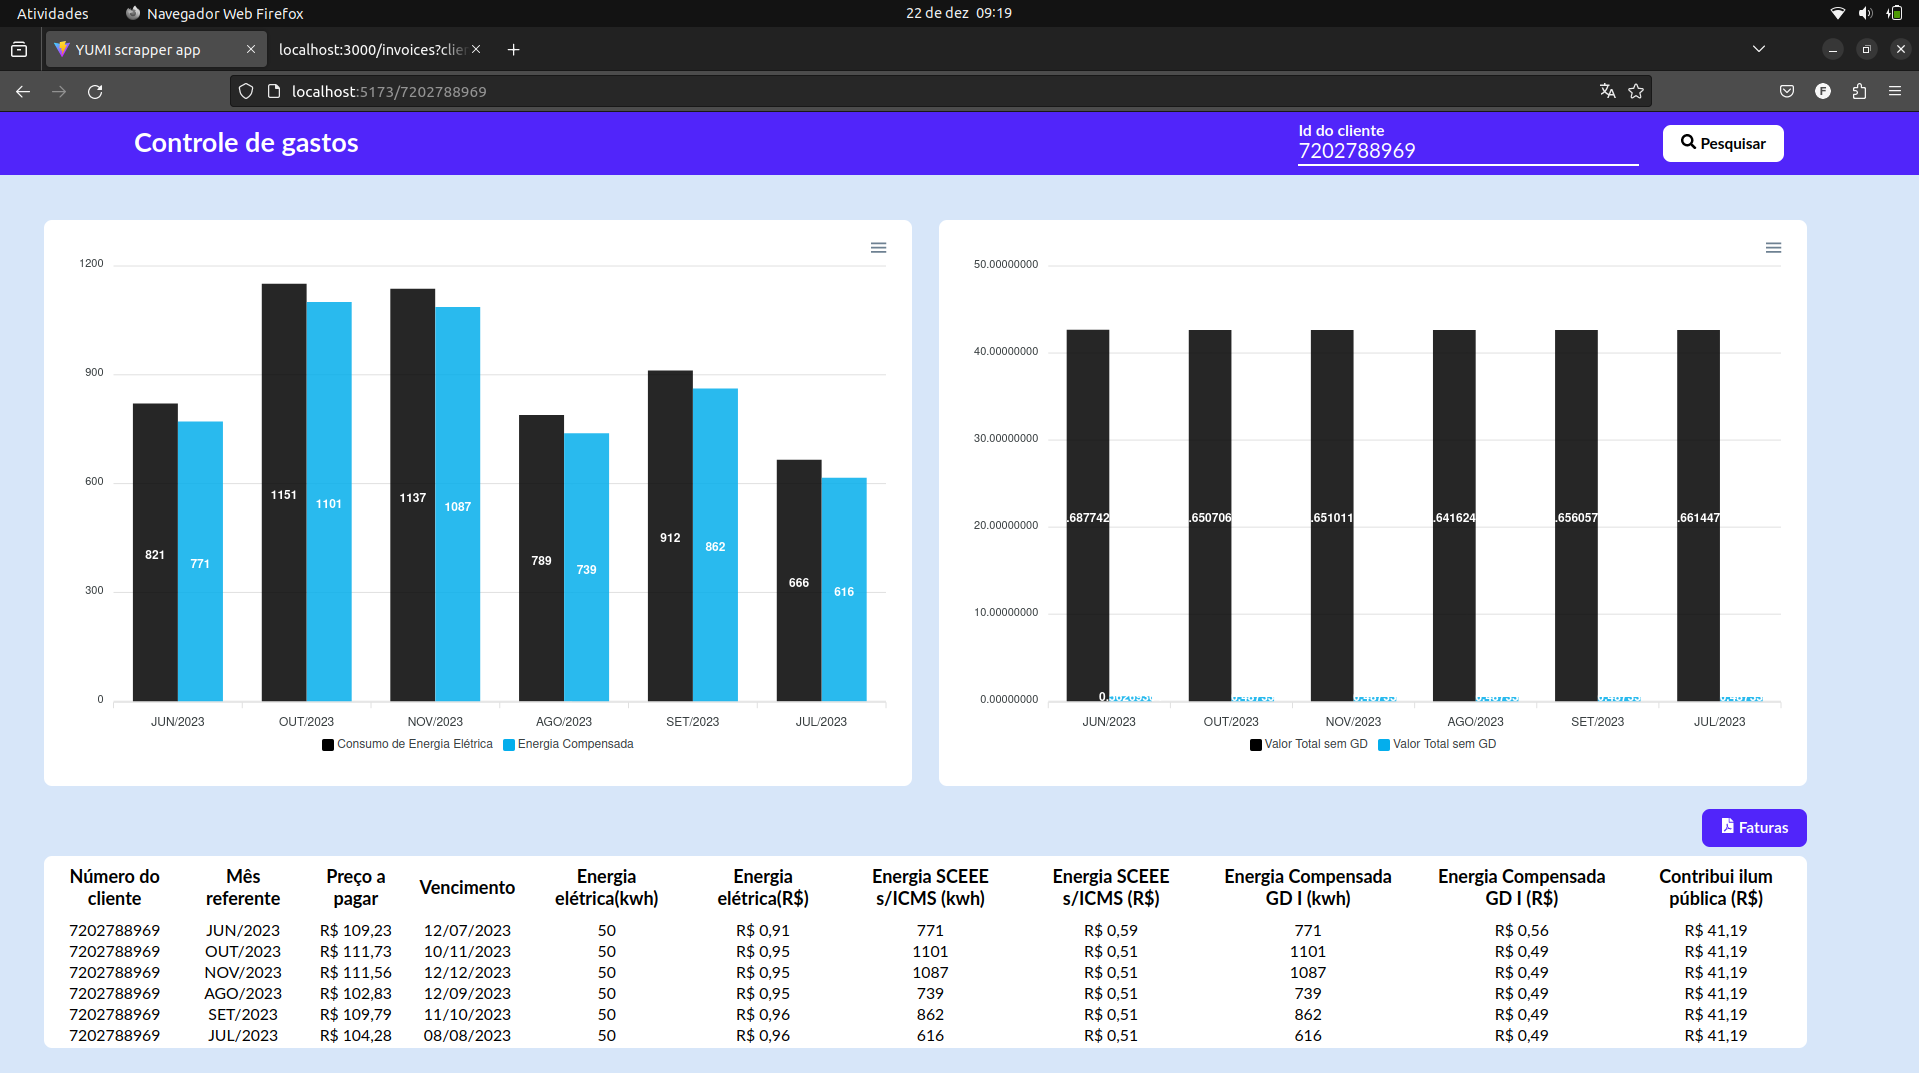 Atividades
Navegador Web Firefox
22 de dez 09:19
YUMI scrapper app
localhost:3000/invoices?clie
localhost:5173/7202788969
Controle de gastos
Id do cliente
7202788969
Pesquisar
1200
900
600
300
0
821
771
1151
1101
1137
1087
789
739
912
862
666
616
JUN/2023
OUT/2023
NOV/2023
AGO/2023
SET/2023
JUL/2023
Consumo de Energia Elétrica
Energia Compensada
50.00000000
40.00000000
30.00000000
20.00000000
10.00000000
0.00000000
.687742
.650706
.651011
.641624
.656057
.661447
JUN/2023
OUT/2023
NOV/2023
AGO/2023
SET/2023
JUL/2023
Valor Total sem GD
Valor Total sem GD
Faturas
Número do cliente Mês referente Preço a pagar Vencimento Energia elétrica(kwh) Energia elétrica(R$) Energia SCEEE s/ICMS (kwh) Energia SCEEE s/ICMS (R$) Energia Compensada GD I (kwh) Energia Compensada GD I (R$) Contribui ilum pública (R$)
7202788969 JUN/2023 R$ 109,23 12/07/2023 50 R$ 0,91 771 R$ 0,59 771 R$ 0,56 R$ 41,19
7202788969 OUT/2023 R$ 111,73 10/11/2023 50 R$ 0,95 1101 R$ 0,51 1101 R$ 0,49 R$ 41,19
7202788969 NOV/2023 R$ 111,56 12/12/2023 50 R$ 0,95 1087 R$ 0,51 1087 R$ 0,49 R$ 41,19
7202788969 AGO/2023 R$ 102,83 12/09/2023 50 R$ 0,95 739 R$ 0,51 739 R$ 0,49 R$ 41,19
7202788969 SET/2023 R$ 109,79 11/10/2023 50 R$ 0,96 862 R$ 0,51 862 R$ 0,49 R$ 41,19
7202788969 JUL/2023 R$ 104,28 08/08/2023 50 R$ 0,96 616 R$ 0,51 616 R$ 0,49 R$ 41,19